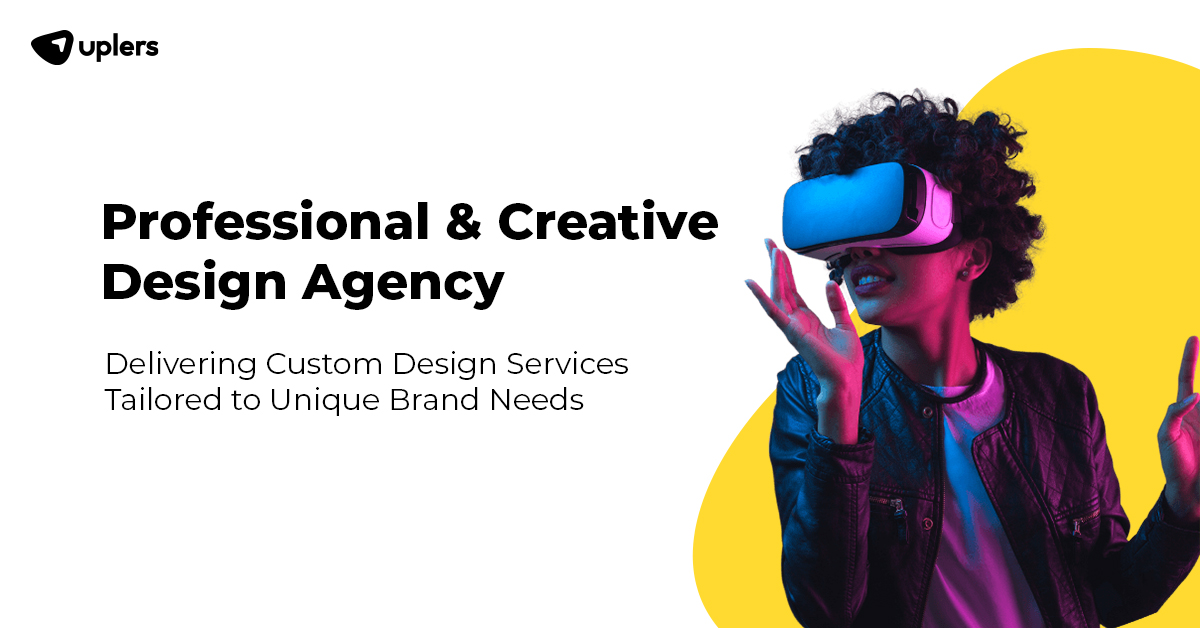 uplers
Professional & Creative
Design Agency
Delivering Custom Design Services
Tailored to Unique Brand Needs